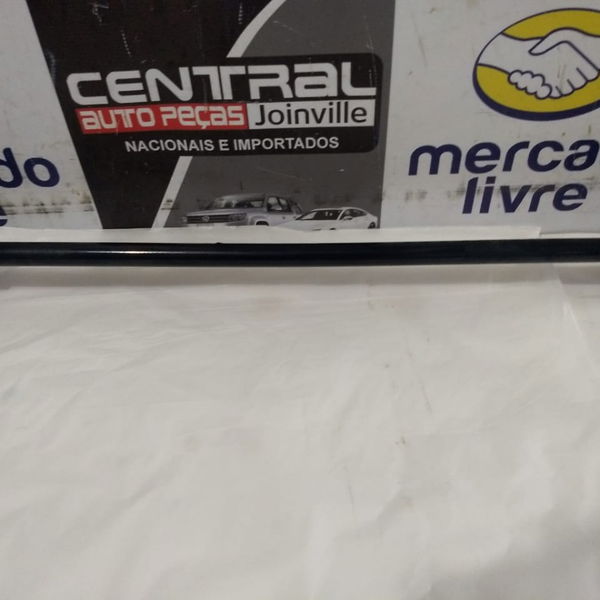 CENTRAL
AUTO PEÇAS Joinville
NACIONAIS E IMPORTADOS
merca
livre
do
e